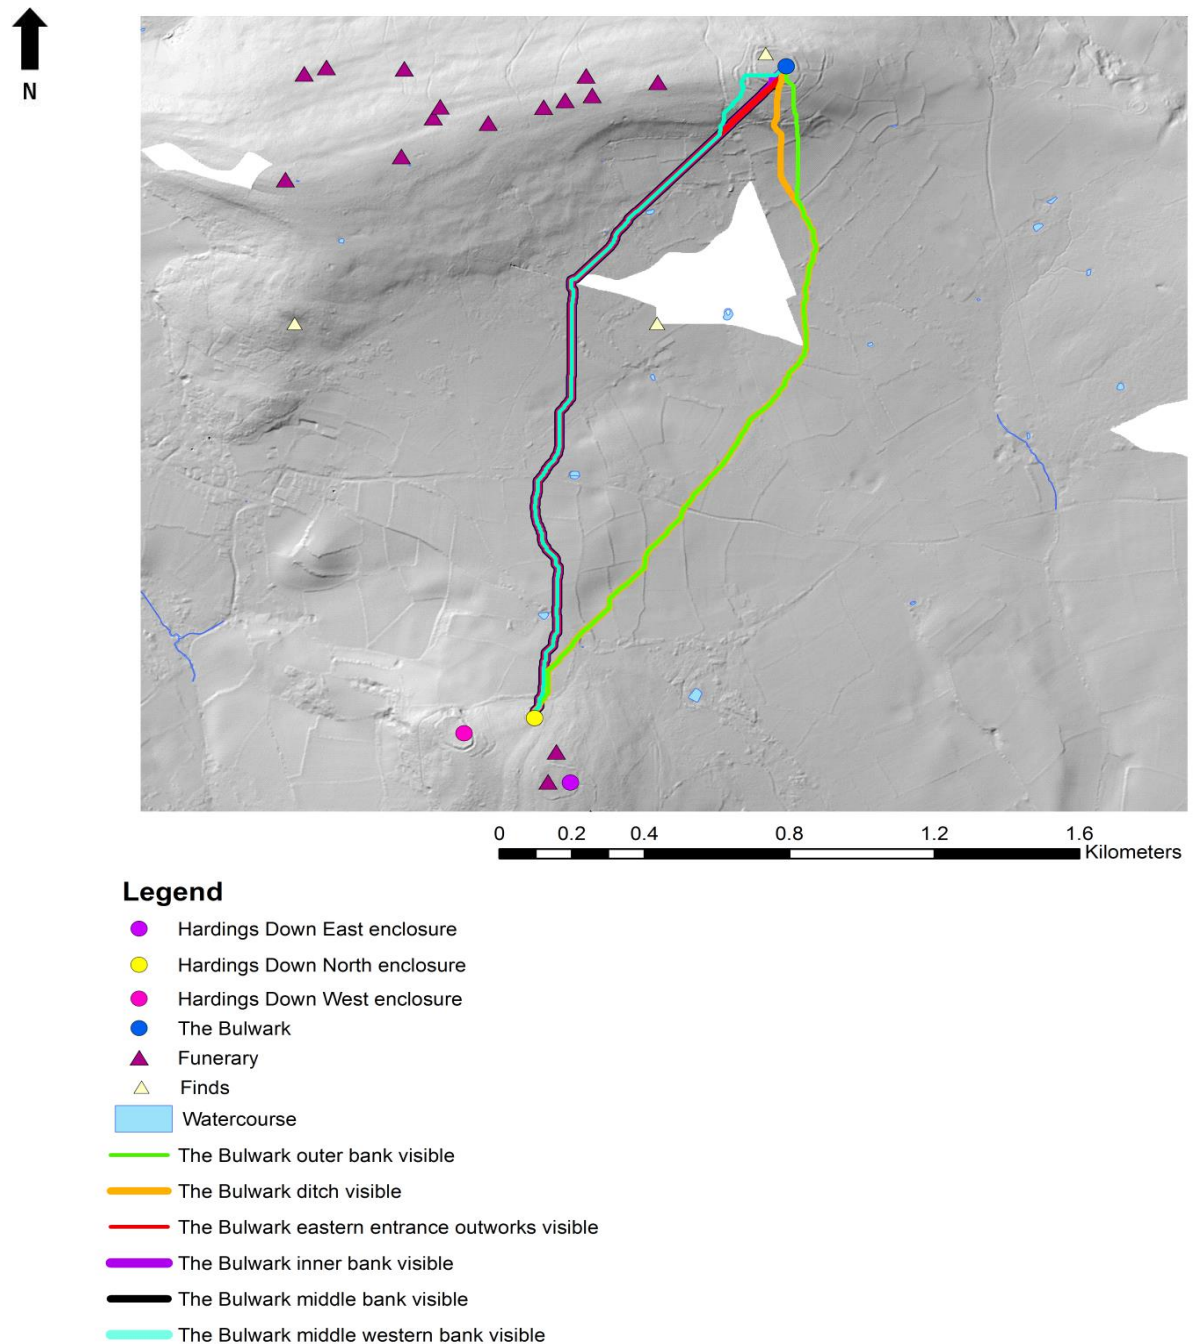 N
0 0.2 0.4 0.8 1.2 1.6
Kilometers
Legend
Hardings Down East enclosure
Hardings Down North enclosure
Hardings Down West enclosure
The Bulwark
Funerary
Finds
Watercourse
The Bulwark outer bank visible
The Bulwark ditch visible
The Bulwark eastern entrance outworks visible
The Bulwark inner bank visible
The Bulwark middle bank visible
The Bulwark middle western bank visible